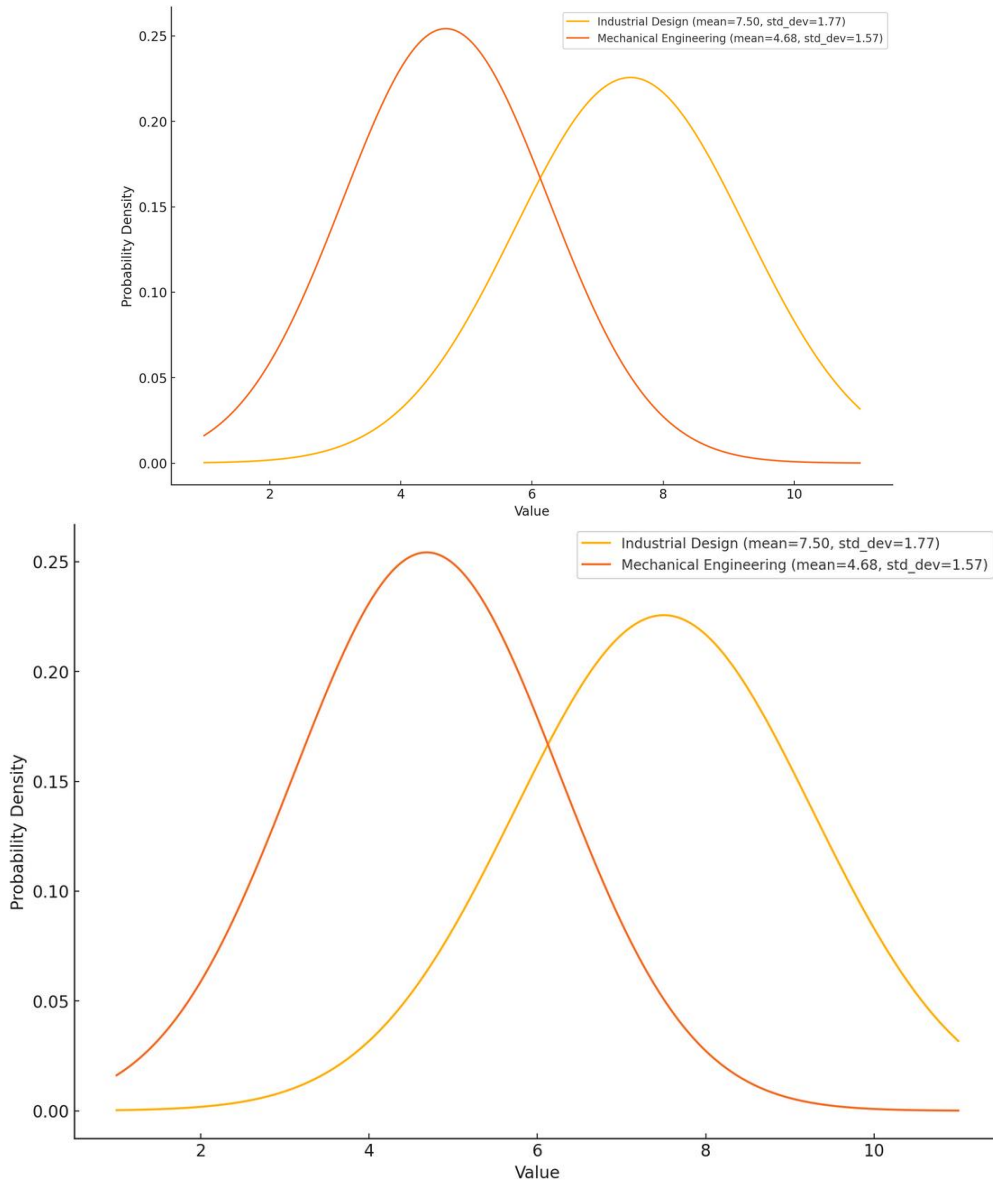 Industrial Design (mean=7.50, std_dev=1.77)
Mechanical Engineering (mean=4.68, std_dev=1.57)
0.25
0.20
0.15
0.10
0.05
0.00
Probability Density
2 4 6 8 10
Value
Industrial Design (mean=7.50, std_dev=1.77)
Mechanical Engineering (mean=4.68, std_dev=1.57)
0.25
0.20
0.15
0.10
0.05
0.00
Probability Density
2 4 6 8 10
Value